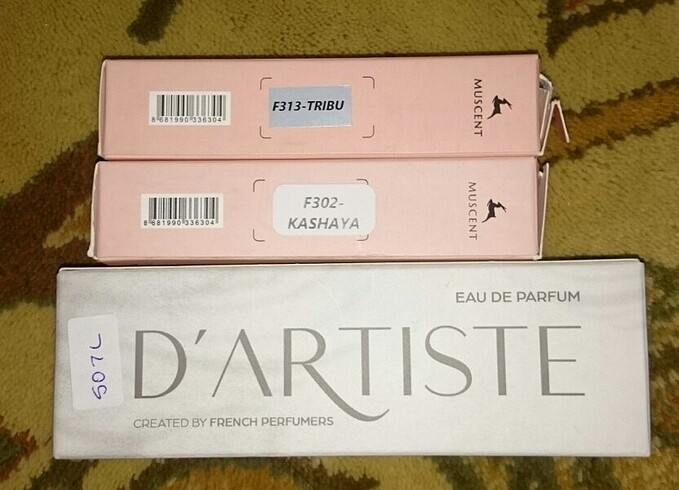 8 681990 336304
F313-TRIBU
MUSCENT
8 681990 336304
F302-
KASHAYA
MUSCENT
EAU DE PARFUM
D'ARTISTE
CREATED BY FRENCH PERFUMERS